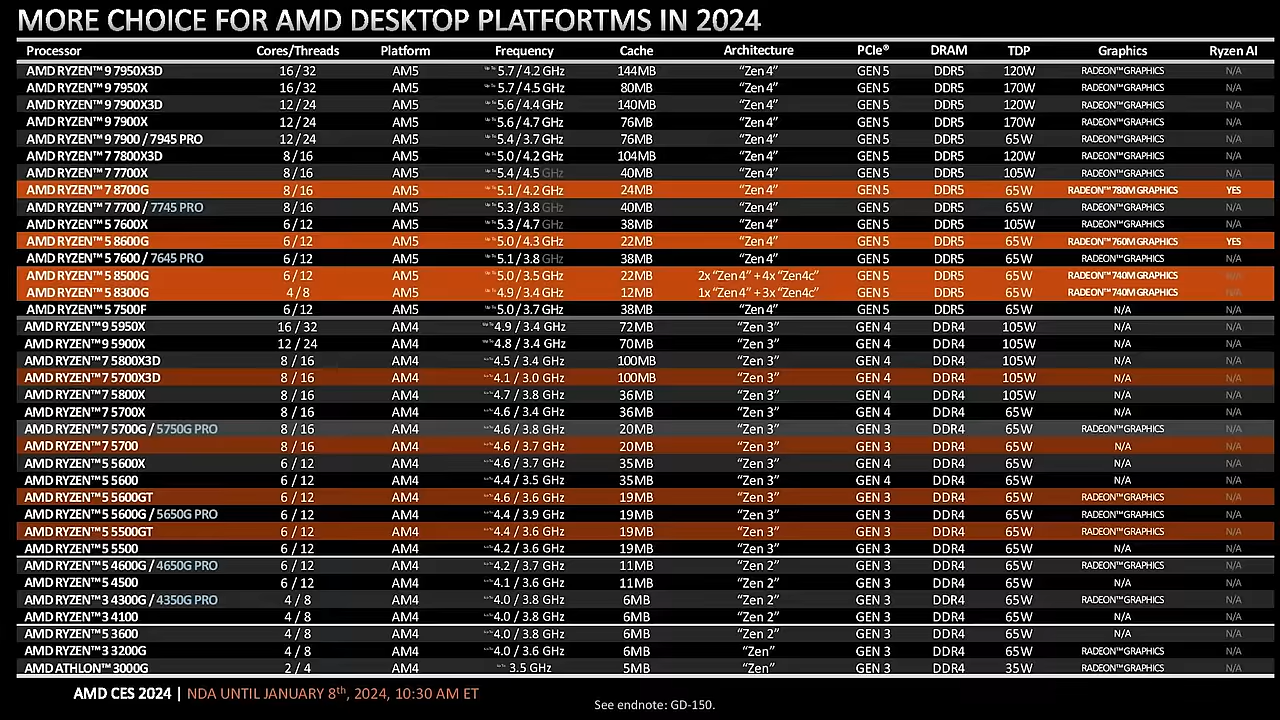 MORE CHOICE FOR AMD DESKTOP PLATFORTMS IN 2024
Processor Cores/Threads Platform Frequency Cache Architecture PCIe® DRAM TDP Graphics Ryzen AI
AMD RYZEN™ 9 7950X3D 16 / 32 AM5 Up To 5.7 / 4.2 GHz 144MB “Zen 4” GEN 5 DDR5 120W RADEON™ GRAPHICS N/A
AMD RYZEN™ 9 7950X 16 / 32 AM5 Up To 5.7 / 4.5 GHz 80MB “Zen 4” GEN 5 DDR5 170W RADEON™ GRAPHICS N/A
AMD RYZEN™ 9 7900X3D 12 / 24 AM5 Up To 5.6 / 4.4 GHz 140MB “Zen 4” GEN 5 DDR5 120W RADEON™ GRAPHICS N/A
AMD RYZEN™ 9 7900X 12 / 24 AM5 Up To 5.6 / 4.7 GHz 76MB “Zen 4” GEN 5 DDR5 170W RADEON™ GRAPHICS N/A
AMD RYZEN™ 9 7900 / 7945 PRO 12 / 24 AM5 Up To 5.4 / 3.7 GHz 76MB “Zen 4” GEN 5 DDR5 65W RADEON™ GRAPHICS N/A
AMD RYZEN™ 7 7800X3D 8 / 16 AM5 Up To 5.0 / 4.2 GHz 104MB “Zen 4” GEN 5 DDR5 120W RADEON™ GRAPHICS N/A
AMD RYZEN™ 7 7700X 8 / 16 AM5 Up To 5.4 / 4.5 GHz 40MB “Zen 4” GEN 5 DDR5 105W RADEON™ GRAPHICS N/A
AMD RYZEN™ 7 8700G 8 / 16 AM5 Up To 5.1 / 4.2 GHz 24MB “Zen 4” GEN 5 DDR5 65W RADEON™ 780M GRAPHICS YES
AMD RYZEN™ 7 7700 / 7745 PRO 8 / 16 AM5 Up To 5.3 / 3.8 GHz 40MB “Zen 4” GEN 5 DDR5 65W RADEON™ GRAPHICS N/A
AMD RYZEN™ 5 7600X 6 / 12 AM5 Up To 5.3 / 4.7 GHz 38MB “Zen 4” GEN 5 DDR5 105W RADEON™ GRAPHICS N/A
AMD RYZEN™ 5 8600G 6 / 12 AM5 Up To 5.0 / 4.3 GHz 22MB “Zen 4” GEN 5 DDR5 65W RADEON™ 760M GRAPHICS YES
AMD RYZEN™ 5 7600 / 7645 PRO 6 / 12 AM5 Up To 5.1 / 3.8 GHz 38MB “Zen 4” GEN 5 DDR5 65W RADEON™ GRAPHICS N/A
AMD RYZEN™ 5 8500G 6 / 12 AM5 Up To 5.0 / 3.5 GHz 22MB 2x “Zen 4” + 4x “Zen4c” GEN 5 DDR5 65W RADEON™ 740M GRAPHICS N/A
AMD RYZEN™ 5 8300G 4 / 8 AM5 Up To 4.9 / 3.4 GHz 12MB 1x “Zen 4” + 3x “Zen4c” GEN 5 DDR5 65W RADEON™ 740M GRAPHICS N/A
AMD RYZEN™ 5 7500F 6 / 12 AM5 Up To 5.0 / 3.7 GHz 38MB “Zen 4” GEN 5 DDR5 65W N/A N/A
AMD RYZEN™ 9 5950X 16 / 32 AM4 Up To 4.9 / 3.4 GHz 72MB “Zen 3” GEN 4 DDR4 105W N/A N/A
AMD RYZEN™ 9 5900X 12 / 24 AM4 Up To 4.8 / 3.4 GHz 70MB “Zen 3” GEN 4 DDR4 105W N/A N/A
AMD RYZEN™ 7 5800X3D 8 / 16 AM4 4.5 / 3.4 GHz 100MB “Zen 3” GEN 4 DDR4 105W N/A N/A
AMD RYZEN™ 7 5700X3D 8 / 16 AM4 4.1 / 3.0 GHz 100MB “Zen 3” GEN 4 DDR4 105W N/A N/A
AMD RYZEN™ 7 5800X 8 / 16 AM4 4.7 / 3.8 GHz 36MB “Zen 3” GEN 4 DDR4 105W N/A N/A
AMD RYZEN™ 7 5700X 8 / 16 AM4 4.6 / 3.4 GHz 36MB “Zen 3” GEN 4 DDR4 65W N/A N/A
AMD RYZEN™ 7 5700G / 5750G PRO 8 / 16 AM4 4.6 / 3.8 GHz 20MB “Zen 3” GEN 3 DDR4 65W RADEON™ GRAPHICS N/A
AMD RYZEN™ 7 5700 8 / 16 AM4 4.6 / 3.7 GHz 20MB “Zen 3” GEN 3 DDR4 65W N/A N/A
AMD RYZEN™ 5 5600X 6 / 12 AM4 4.6 / 3.7 GHz 35MB “Zen 3” GEN 4 DDR4 65W N/A N/A
AMD RYZEN™ 5 5600 6 / 12 AM4 4.4 / 3.5 GHz 35MB “Zen 3” GEN 4 DDR4 65W N/A N/A
AMD RYZEN™ 5 5600GT 6 / 12 AM4 4.6 / 3.6 GHz 19MB “Zen 3” GEN 3 DDR4 65W RADEON™ GRAPHICS N/A
AMD RYZEN™ 5 5600G / 5650G PRO 6 / 12 AM4 4.4 / 3.9 GHz 19MB “Zen 3” GEN 3 DDR4 65W RADEON™ GRAPHICS N/A
AMD RYZEN™ 5 5500GT 6 / 12 AM4 4.4 / 3.6 GHz 19MB “Zen 3” GEN 3 DDR4 65W RADEON™ GRAPHICS N/A
AMD RYZEN™ 5 5500 6 / 12 AM4 4.2 / 3.6 GHz 19MB “Zen 3” GEN 3 DDR4 65W N/A N/A
AMD RYZEN™ 5 4600G / 4650G PRO 6 / 12 AM4 4.2 / 3.7 GHz 11MB “Zen 2” GEN 3 DDR4 65W RADEON™ GRAPHICS N/A
AMD RYZEN™ 5 4500 6 / 12 AM4 4.1 / 3.6 GHz 11MB “Zen 2” GEN 3 DDR4 65W N/A N/A
AMD RYZEN™ 3 4300G / 4350G PRO 4 / 8 AM4 4.0 / 3.8 GHz 6MB “Zen 2” GEN 3 DDR4 65W RADEON™ GRAPHICS N/A
AMD RYZEN™ 3 4100 4 / 8 AM4 4.0 / 3.8 GHz 6MB “Zen 2” GEN 3 DDR4 65W N/A N/A
AMD RYZEN™ 5 3600 4 / 8 AM4 4.0 / 3.8 GHz 6MB “Zen 2” GEN 3 DDR4 65W N/A N/A
AMD RYZEN™ 3 3200G 4 / 8 AM4 4.0 / 3.6 GHz 6MB “Zen” GEN 3 DDR4 65W RADEON™ GRAPHICS N/A
AMD ATHLON™ 3000G 2 / 4 AM4 3.5 GHz 5MB “Zen” GEN 3 DDR4 35W RADEON™ GRAPHICS N/A
AMD CES 2024 | NDA UNTIL JANUARY 8th, 2024, 10:30 AM ET
See endnote: GD-150.